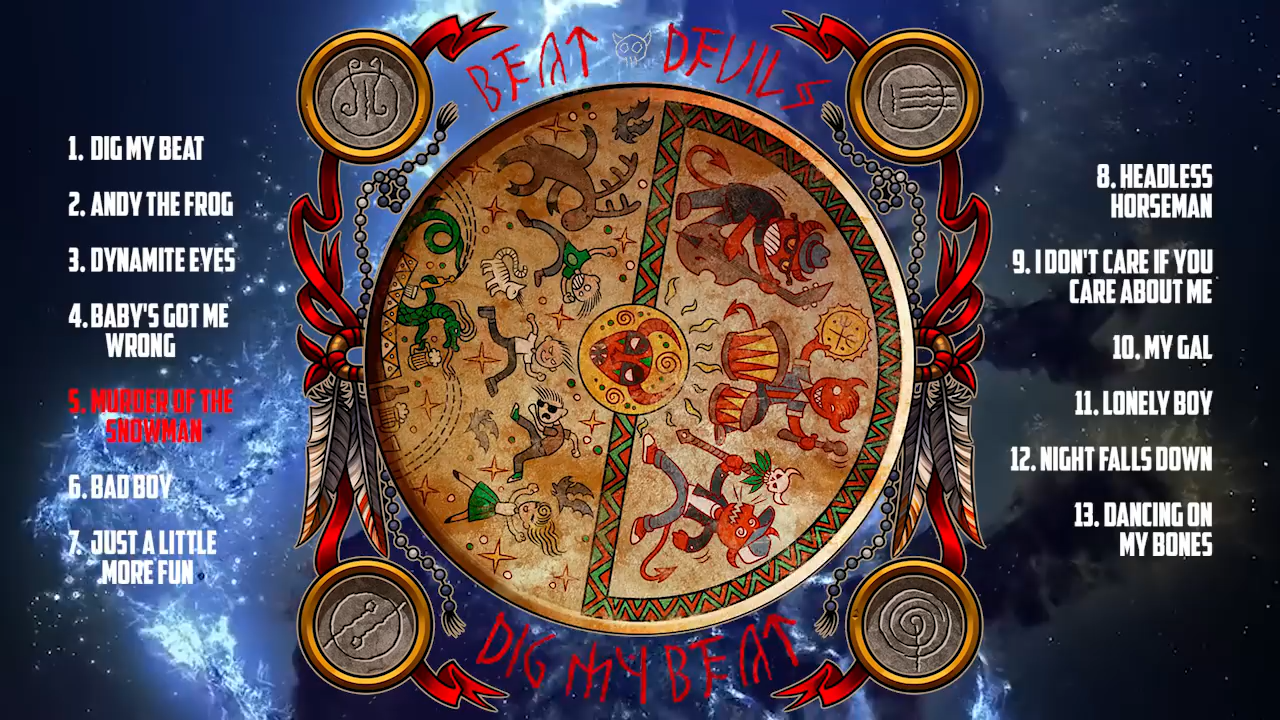 BEAT DEVILS
1. DIG MY BEAT
2. ANDY THE FROG
3. DYNAMITE EYES
4. BABY'S GOT ME
WRONG
5. MURDER OF THE
SNOWMAN
6. BAD BOY
7. JUST A LITTLE
MORE FUN
8. HEADLESS
HORSEMAN
9. I DON'T CARE IF YOU
CARE ABOUT ME
10. MY GAL
11. LONELY BOY
12. NIGHT FALLS DOWN
13. DANCING ON
MY BONES
DIG MY BEAT